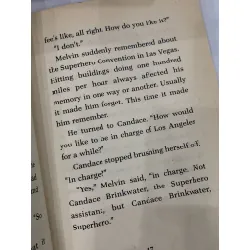 feels like, all right. How do you like it?"
"I don't."
Melvin suddenly remembered about
the Superhero Convention in Las Vegas.
Hitting buildings doing one hundred
miles per hour always affected his
memory in one way or another. Usually
it made him forget. This time it made
him remember.
He turned to Candace. "How would
you like to be in charge of Los Angeles
for a while?"
Candace stopped brushing herself off.
"In charge?"
"Yes," Melvin said, "in charge. Not
Candace Brinkwater, the Superhero
assistant, but Candace Brinkwater,
Superhero."
"So